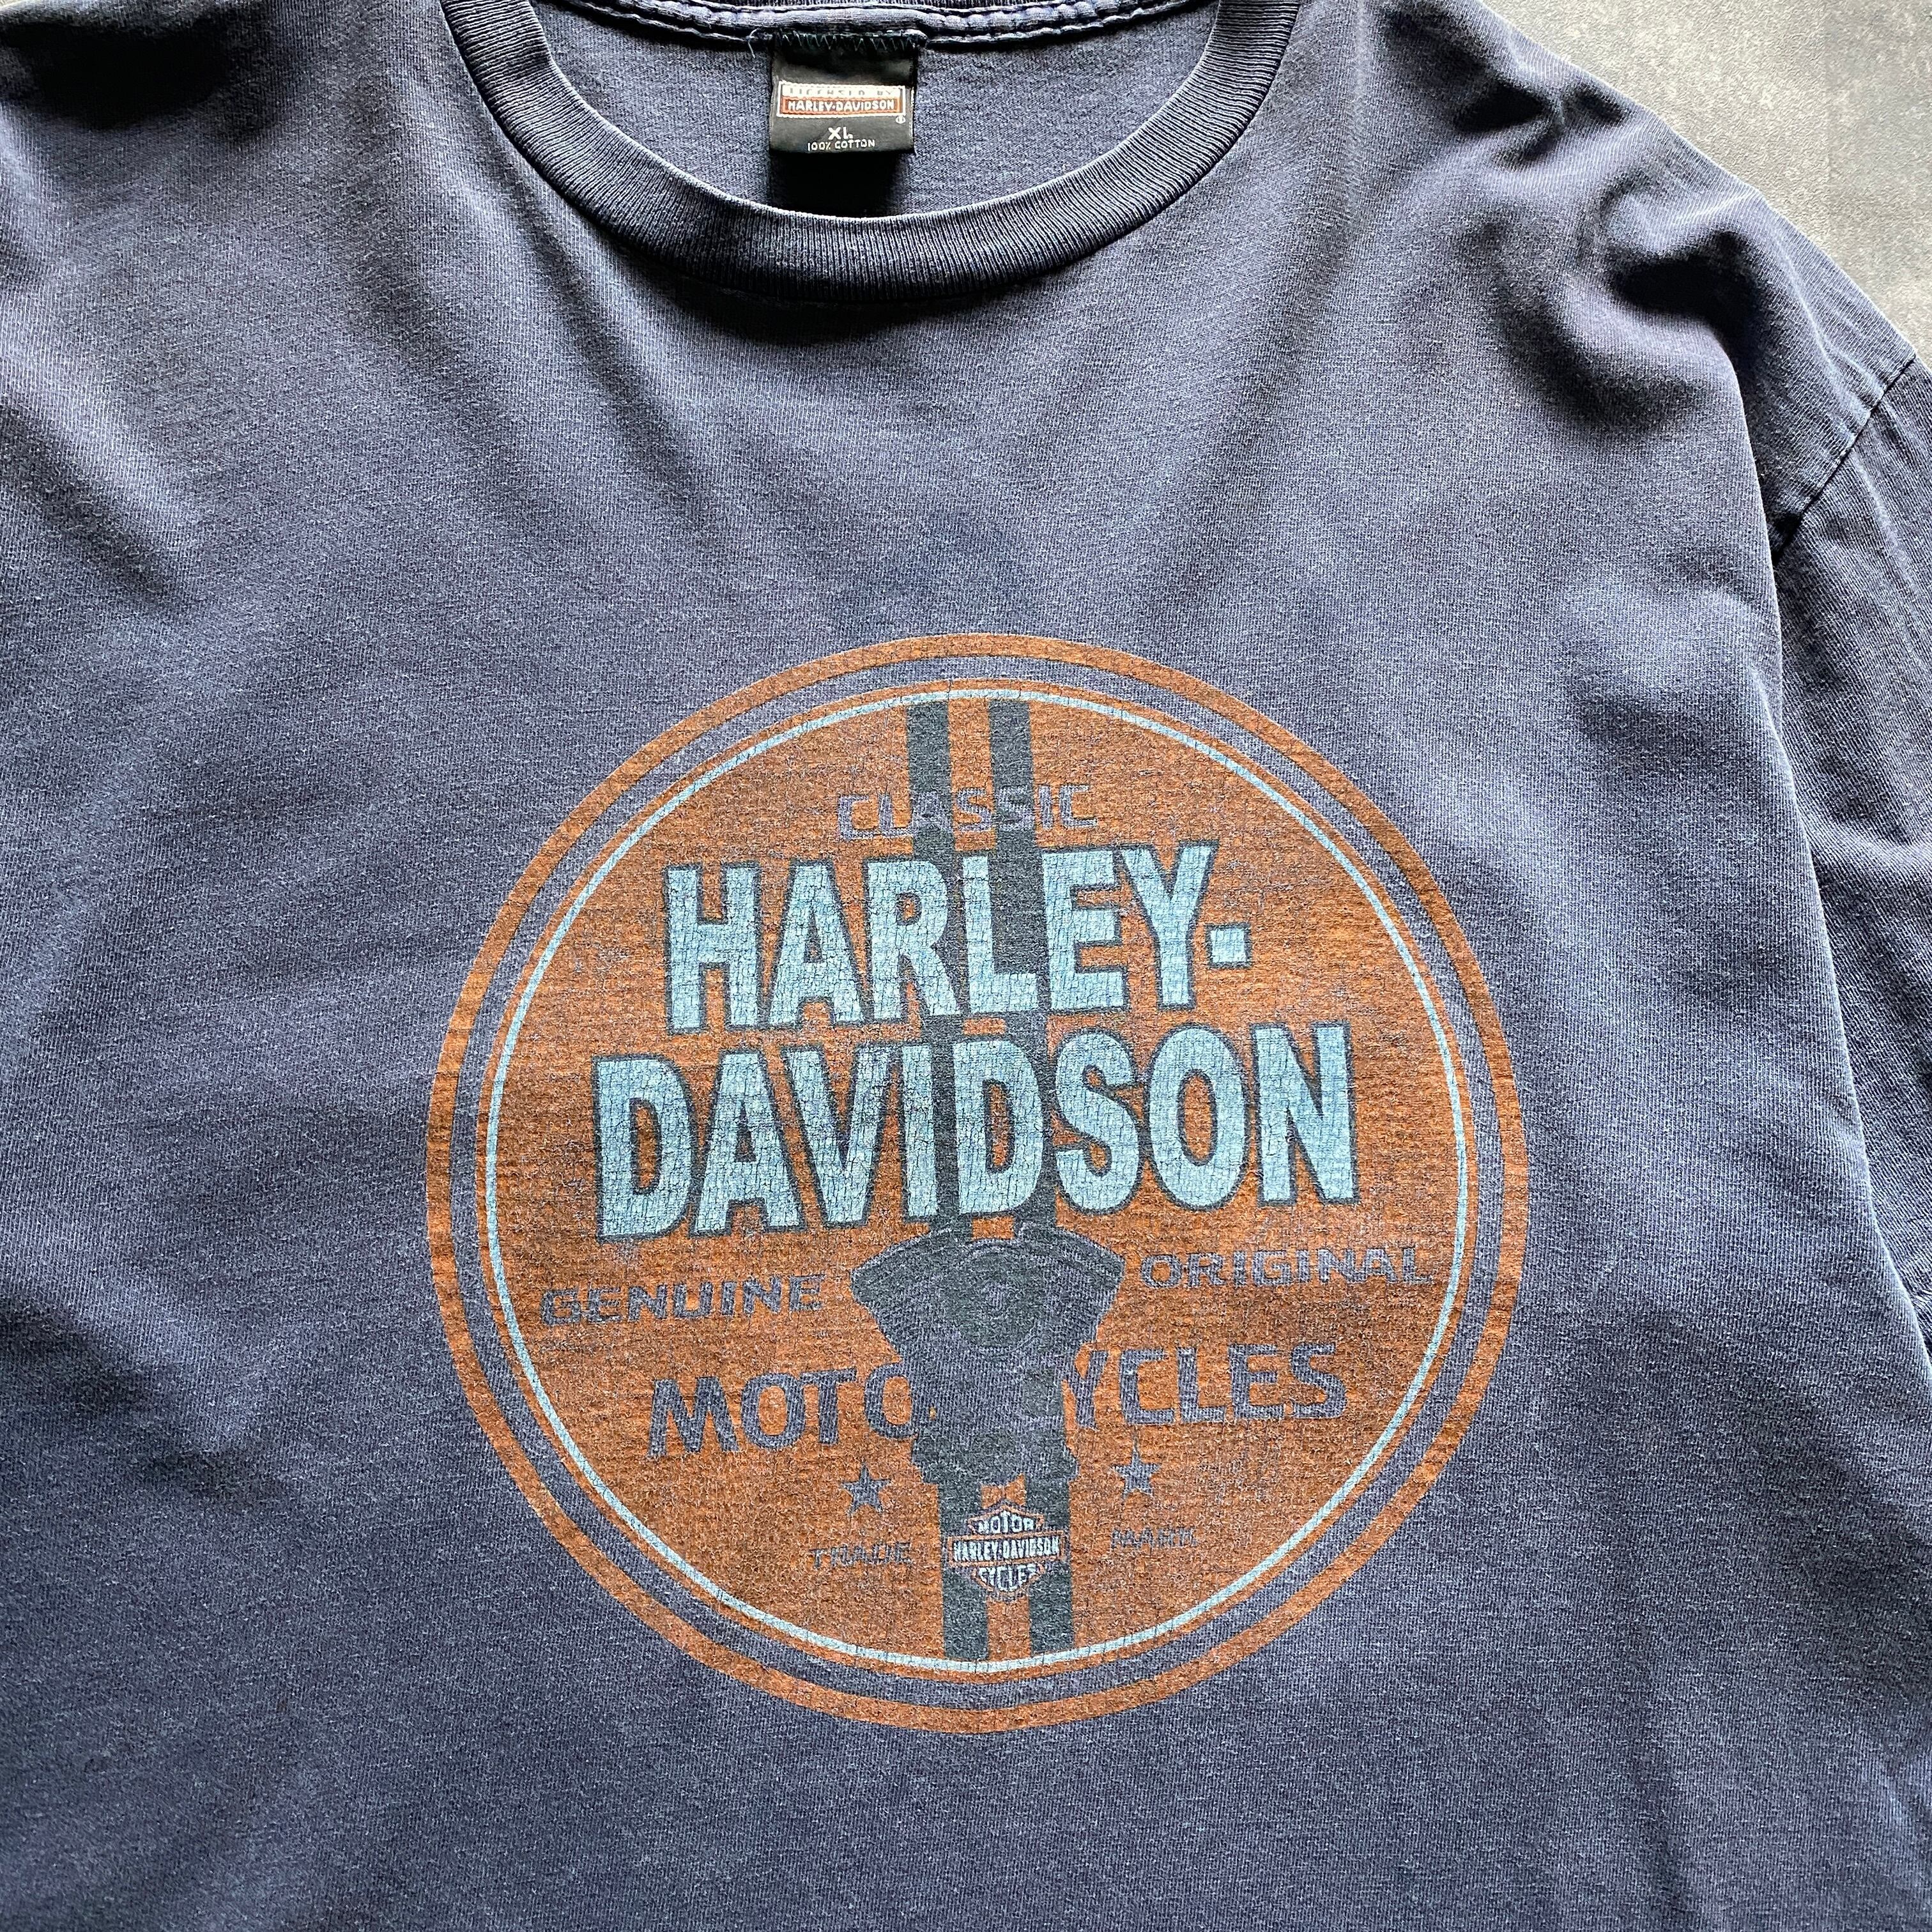 LICENSED BY
HARLEY-DAVIDSON
®
XL
100% COTTON
CLASSIC
HARLEY-
DAVIDSON
GENUINE ORIGINAL
MOTO YCLES
TRADE MARK
MOTOR
HARLEY-DAVIDSON
CYCLES